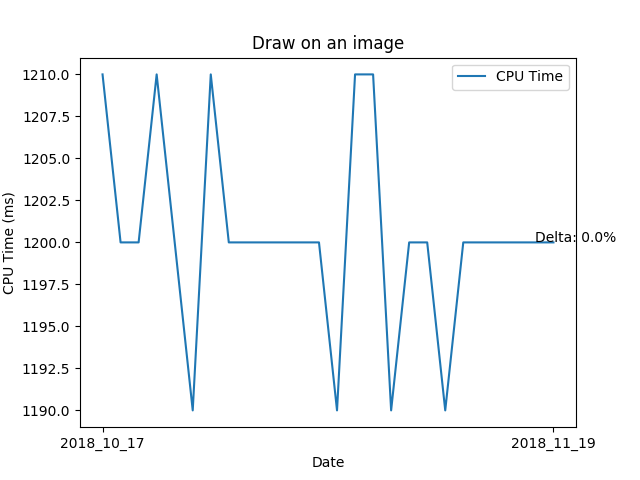 Draw on an image
CPU Time
1210.0
1207.5
1205.0
1202.5
1200.0
1197.5
1195.0
1192.5
1190.0
CPU Time (ms)
Delta: 0.0%
2018_10_17
2018_11_19
Date